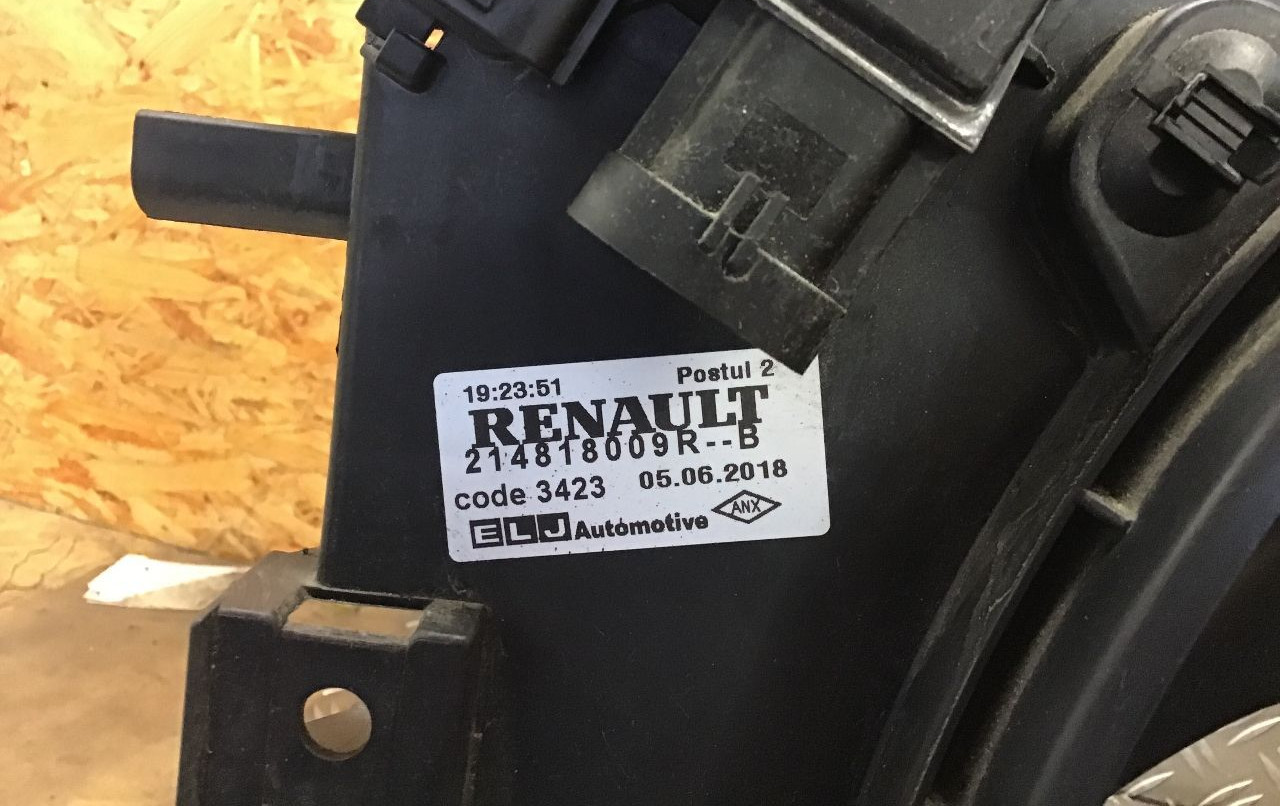 19:23:51 Postul 2
RENAULT
214818009R--B
code 3423 05.06.2018
ELJ Automotive ANX